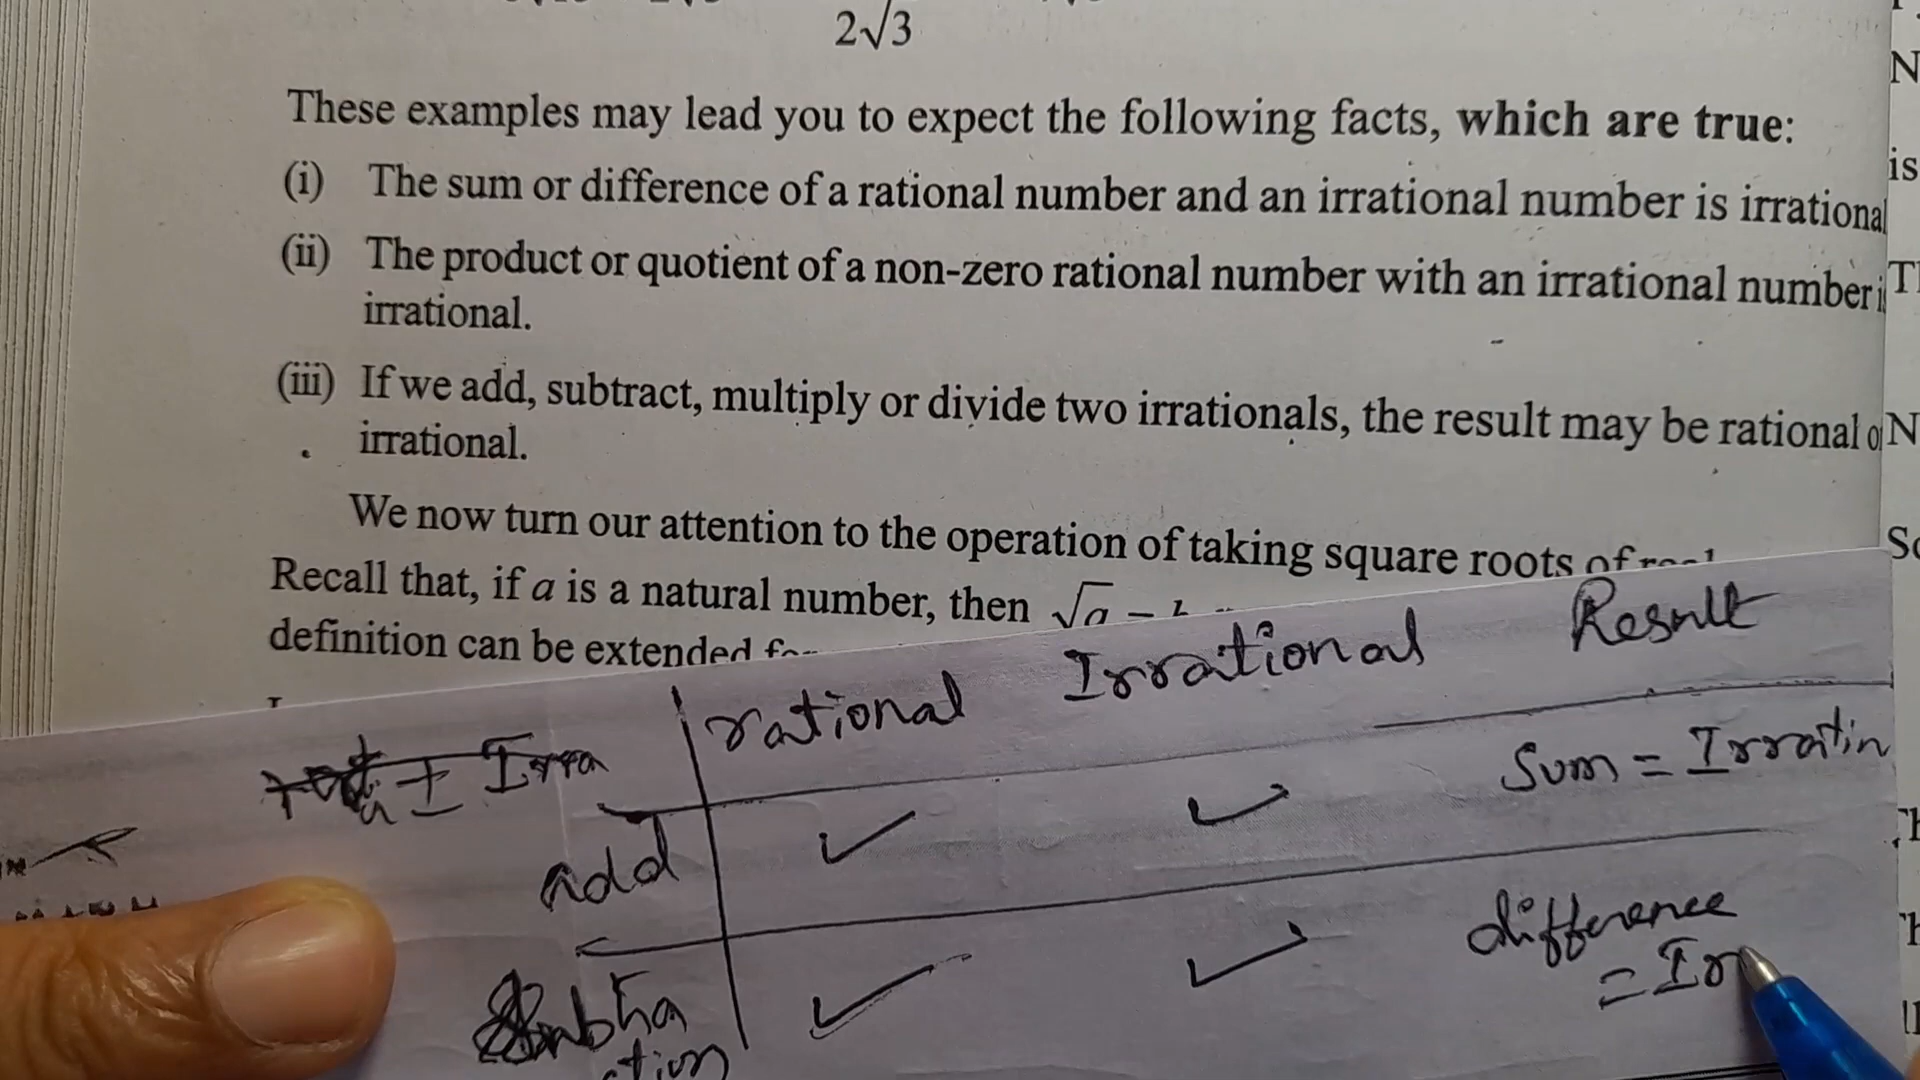 2√3
These examples may lead you to expect the following facts, which are true:
(i) The sum or difference of a rational number and an irrational number is irrational
(ii) The product or quotient of a non-zero rational number with an irrational number i
irrational.
(iii) If we add, subtract, multiply or divide two irrationals, the result may be rational o
irrational.
We now turn our attention to the operation of taking square roots of
Recall that, if a is a natural number, then √a
definition can be extended
rational Irrational Result
± Irra
add ✓ ✓ Sum = Irratin
✓ ✓ difference
= Ir
ction
N
is
N